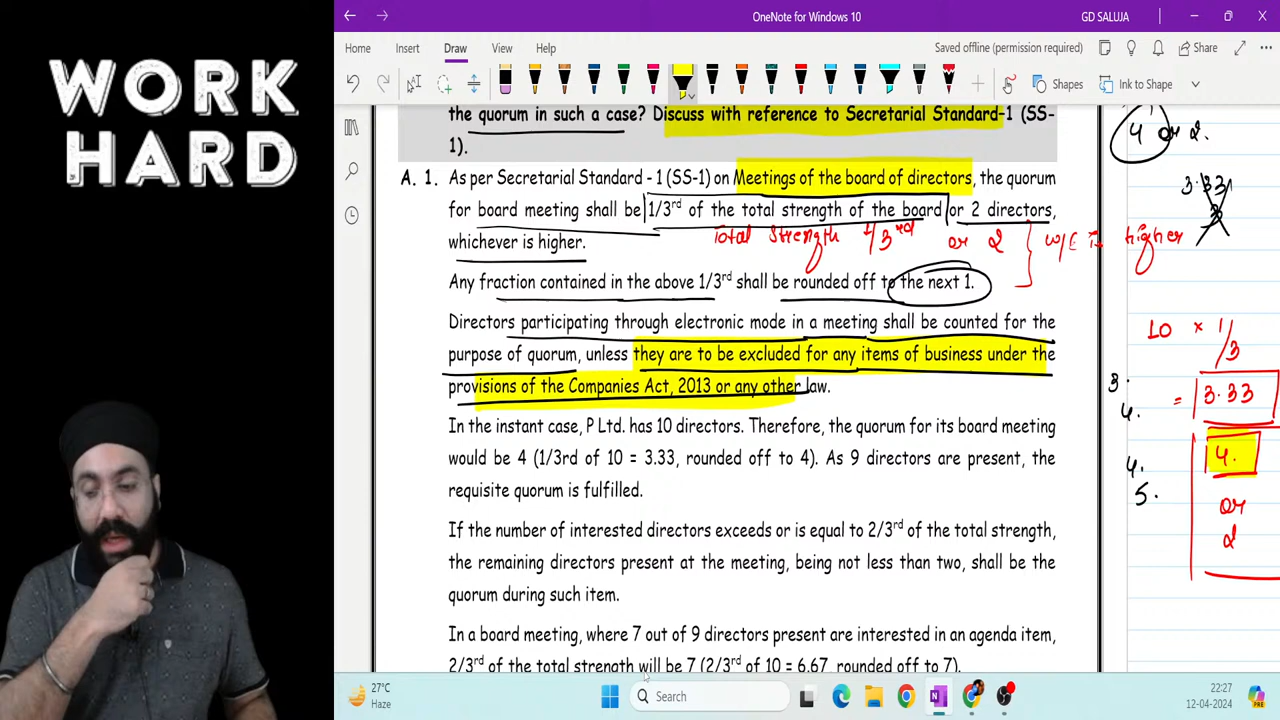 WORK
HARD
OneNote for Windows 10
GD SALUJA
Home Insert Draw View Help
Saved offline (permission required)
Share
Shapes
Ink to Shape
the quorum in such a case? Discuss with reference to Secretarial Standard-1 (SS-
1).
A. 1. As per Secretarial Standard - 1 (SS-1) on Meetings of the board of directors, the quorum
for board meeting shall be 1/3rd of the total strength of the board or 2 directors,
whichever is higher.
Total Strength 1/3rd or 2 } w/E is higher
Any fraction contained in the above 1/3rd shall be rounded off to the next 1.
Directors participating through electronic mode in a meeting shall be counted for the
purpose of quorum, unless they are to be excluded for any items of business under the
provisions of the Companies Act, 2013 or any other law.
In the instant case, P Ltd. has 10 directors. Therefore, the quorum for its board meeting
would be 4 (1/3rd of 10 = 3.33, rounded off to 4). As 9 directors are present, the
requisite quorum is fulfilled.
If the number of interested directors exceeds or is equal to 2/3rd of the total strength,
the remaining directors present at the meeting, being not less than two, shall be the
quorum during such item.
In a board meeting, where 7 out of 9 directors present are interested in an agenda item,
2/3rd of the total strength will be 7 (2/3rd of 10 = 6.67, rounded off to 7).
4 or 2.
3.33
10 × 1/3
3.
= 3.33
4.
4.
4.
5.
or
2
27°C
Haze
Search
22:27
12-04-2024